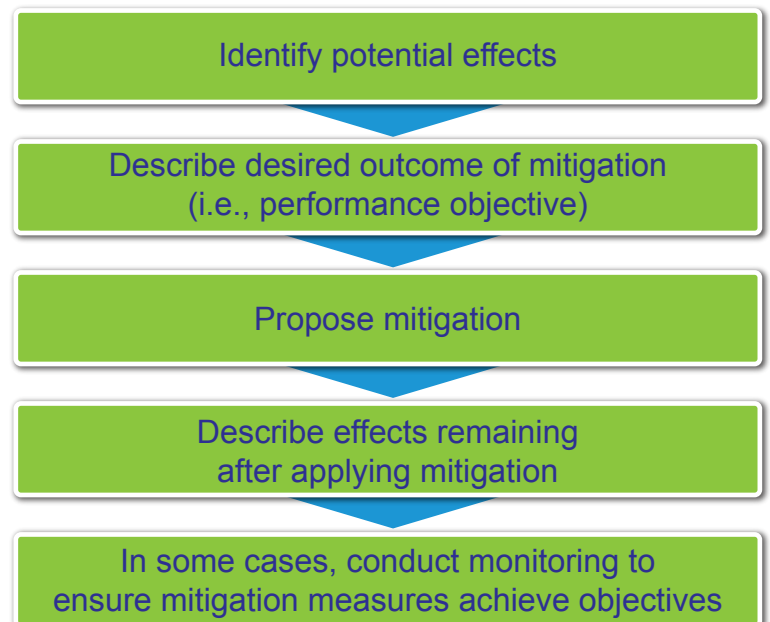 Identify potential effects
Describe desired outcome of mitigation
(i.e., performance objective)
Propose mitigation
Describe effects remaining
after applying mitigation
In some cases, conduct monitoring to
ensure mitigation measures achieve objectives